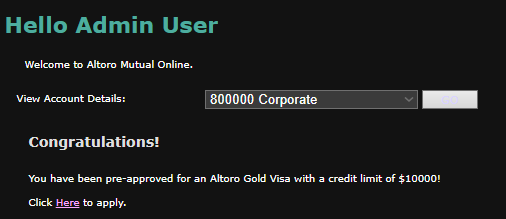 Hello Admin User
Welcome to Altoro Mutual Online.
View Account Details: 800000 Corporate GO
Congratulations!
You have been pre-approved for an Altoro Gold Visa with a credit limit of $10000!
Click Here to apply.